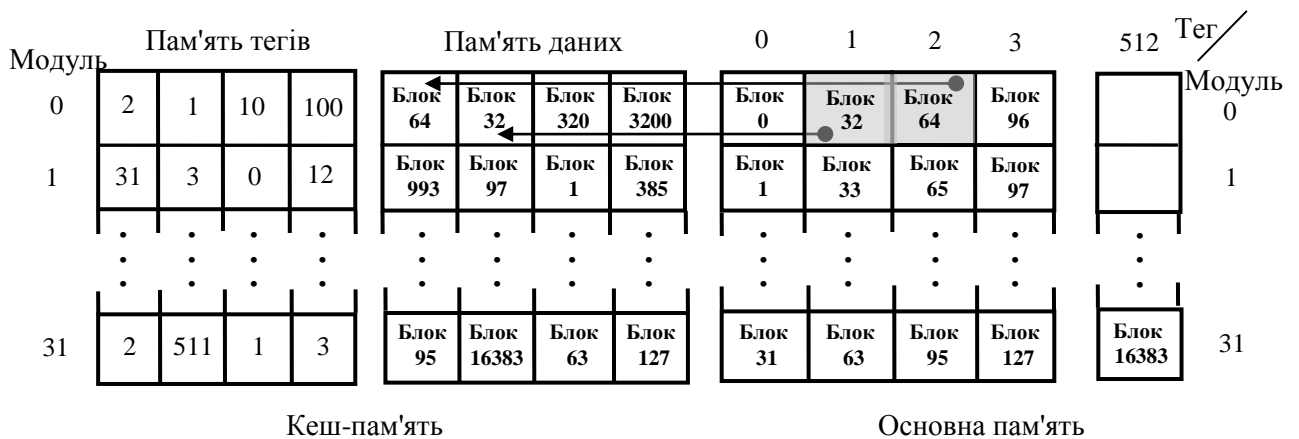 Пам'ять тегів Пам'ять даних 0 1 2 3 512 Тег
Модуль Модуль
0 2 1 10 100 Блок 64 Блок 32 Блок 320 Блок 3200 Блок 0 Блок 32 Блок 64 Блок 96 0
1 31 3 0 12 Блок 993 Блок 97 Блок 1 Блок 385 Блок 1 Блок 33 Блок 65 Блок 97 1
31 2 511 1 3 Блок 95 Блок 16383 Блок 63 Блок 127 Блок 31 Блок 63 Блок 95 Блок 127 Блок 16383 31
Кеш-пам'ять Основна пам'ять